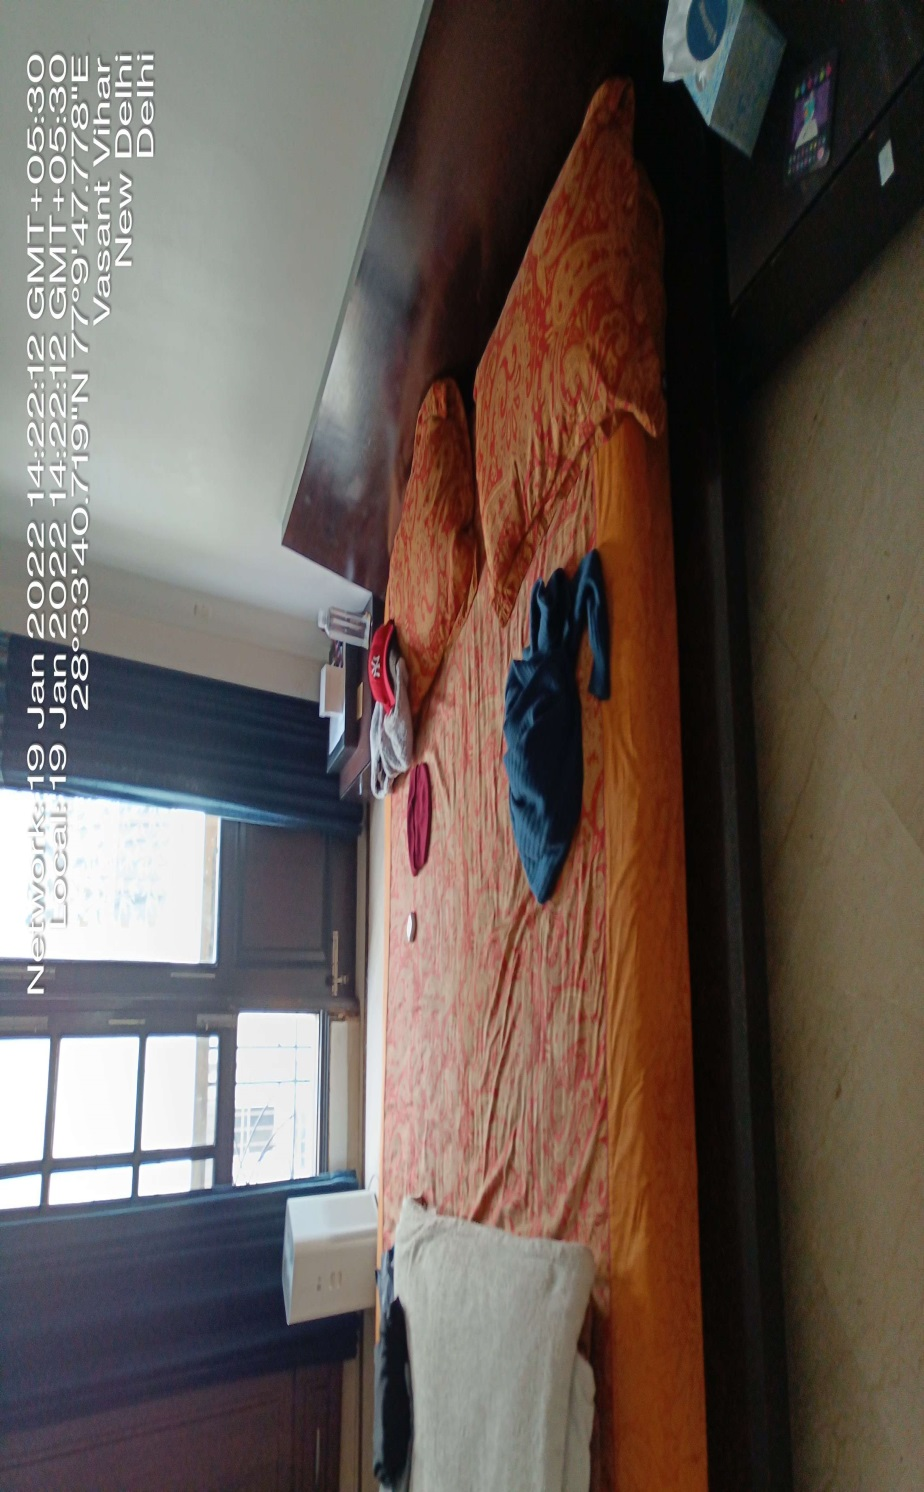 Network:19 Jan 2022 14:22:12 GMT+05:30
Local:19 Jan 2022 14:22:12 GMT+05:30
28°33'40.719"N 77°9'47.778"E
Vasant Vihar
New Delhi
Delhi